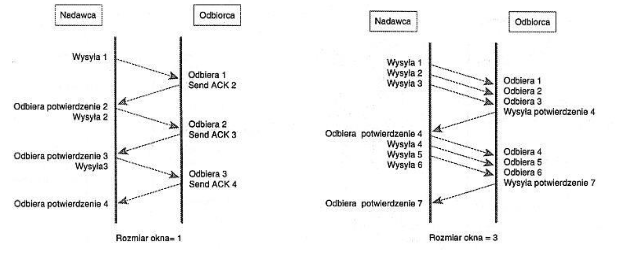 Nadawca
Odbiorca
Wysyła 1
Odbiera 1
Send ACK 2
Odbiera potwierdzenie 2
Wysyła 2
Odbiera 2
Send ACK 3
Odbiera potwierdzenie 3
Wysyła3
Odbiera 3
Send ACK 4
Odbiera potwierdzenie 4
Rozmiar okna= 1
Nadawca
Odbiorca
Wysyła 1
Wysyła 2
Wysyła 3
Odbiera 1
Odbiera 2
Odbiera 3
Wysyła potwierdzenie 4
Odbiera potwierdzenie 4
Wysyła 4
Wysyła 5
Wysyła 6
Odbiera 4
Odbiera 5
Odbiera 6
Wysyła potwierdzenie 7
Odbiera potwierdzenie 7
Rozmiar okna = 3